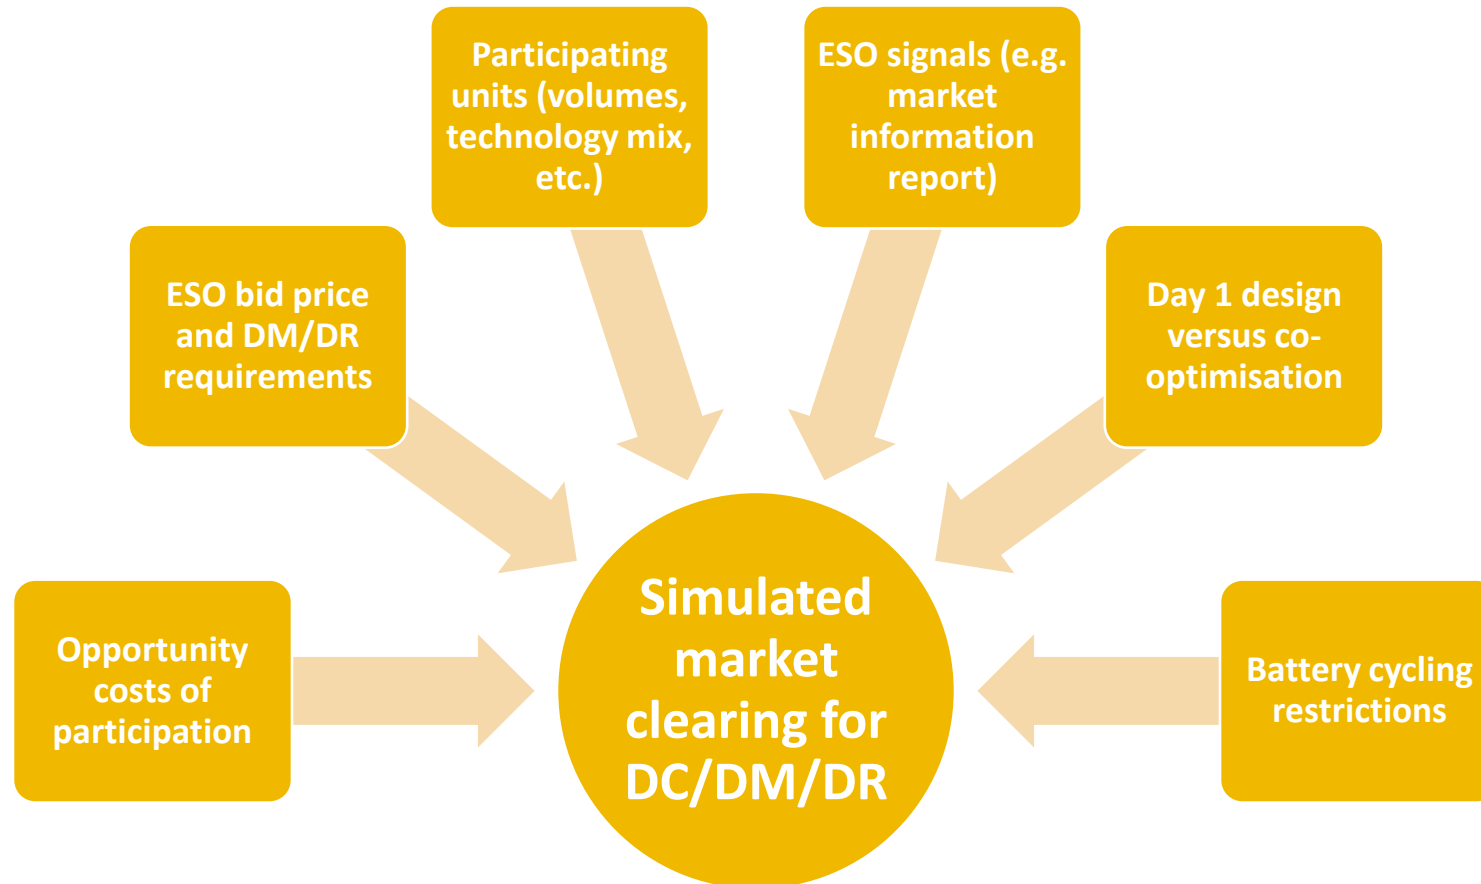 Participating
units (volumes,
technology mix,
etc.)
ESO signals (e.g.
market
information
report)
ESO bid price
and DM/DR
requirements
Day 1 design
versus co-
optimisation
Opportunity
costs of
participation
Simulated
market
clearing for
DC/DM/DR
Battery cycling
restrictions